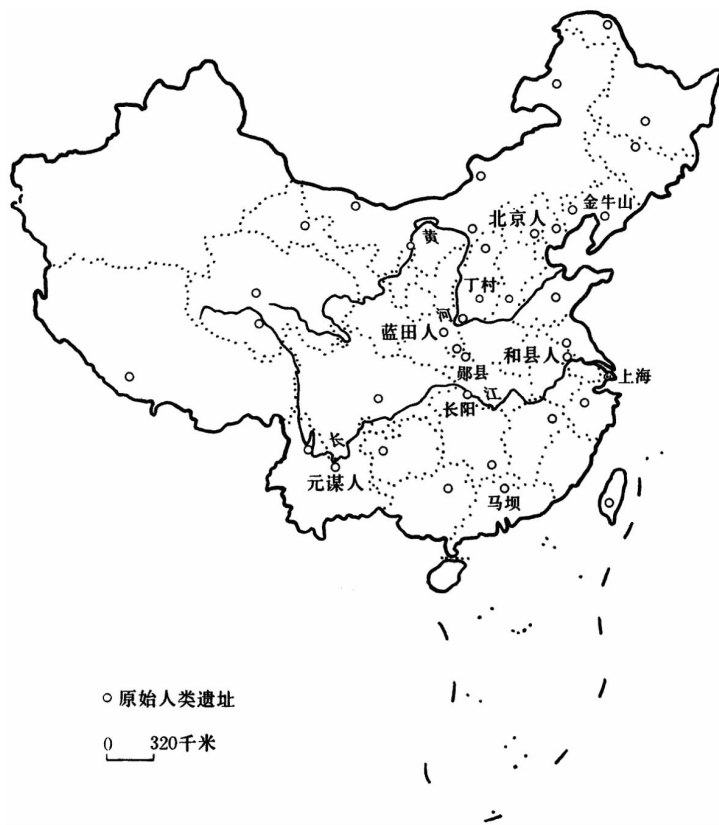 金牛山
北京人
黄
丁村
河
蓝田人
和县人
郧县
上海
长阳
江
长
元谋人
马坝
原始人类遗址
0 320千米